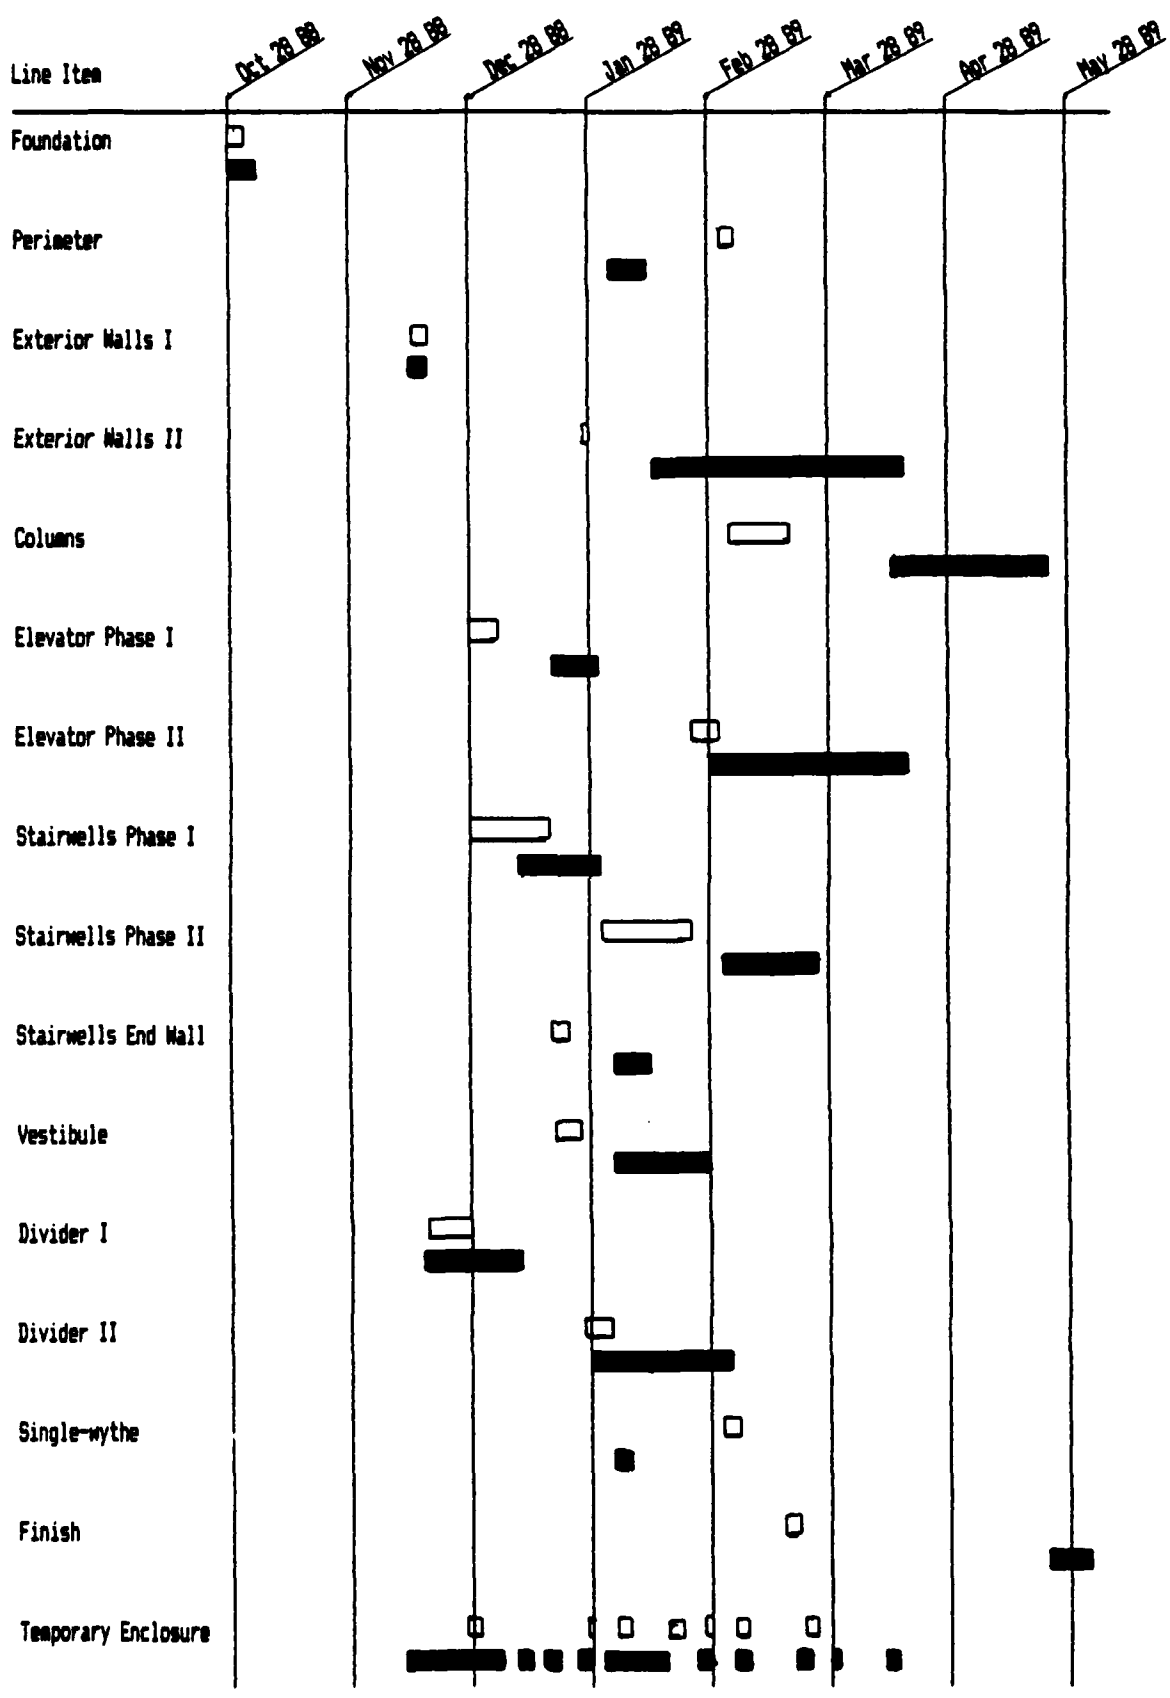 Oct 28 88 Nov 28 88 Dec 28 88 Jan 28 89 Feb 28 89 Mar 28 89 Apr 28 89 May 28 89
Line Item
Foundation
Perimeter
Exterior Walls I
Exterior Walls II
Columns
Elevator Phase I
Elevator Phase II
Stairwells Phase I
Stairwells Phase II
Stairwells End Wall
Vestibule
Divider I
Divider II
Single-wythe
Finish
Temporary Enclosure